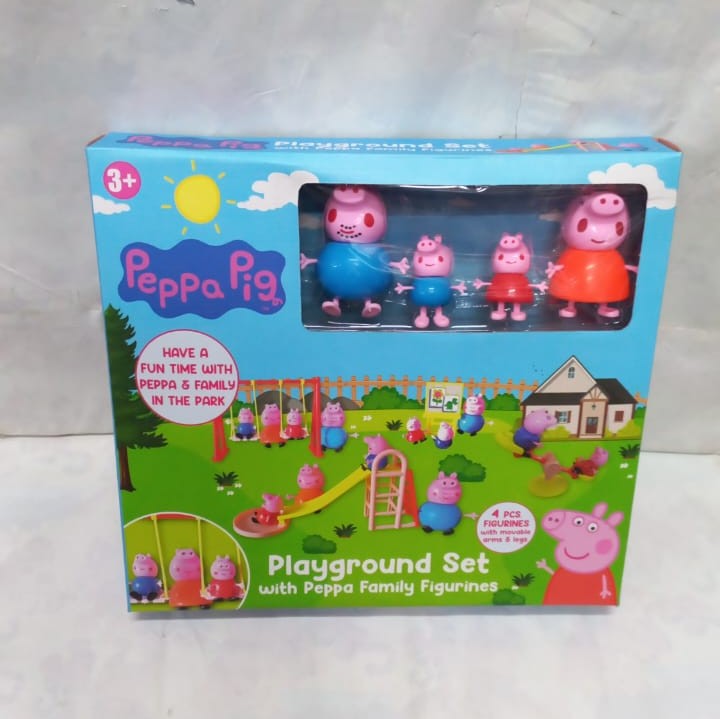 Peppa Pig Playground Set
with Peppa Family Figurines
3+
Peppa Pig
HAVE A
FUN TIME WITH
PEPPA & FAMILY
IN THE PARK
4 PCS
FIGURINES
with movable
arms & legs
Playground Set
with Peppa Family Figurines